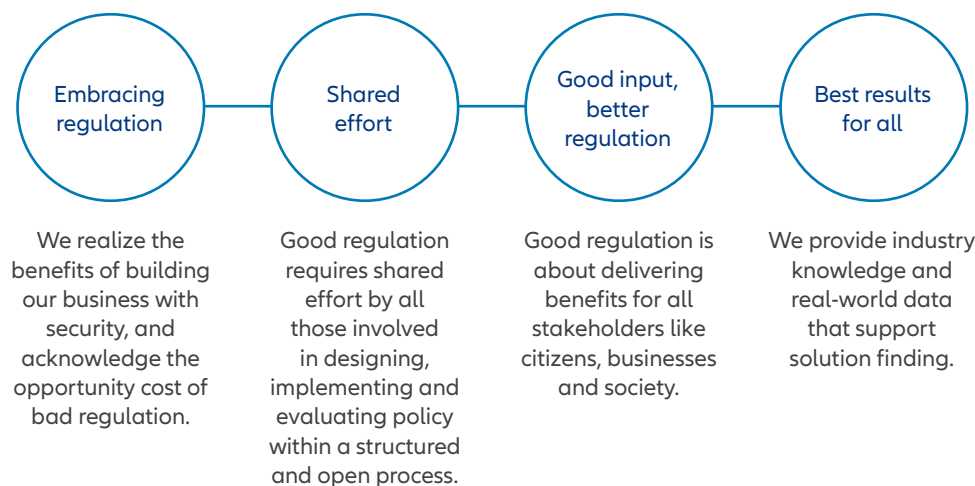 Embracing
regulation
Shared
effort
Good input,
better
regulation
Best results
for all
We realize the
benefits of building
our business with
security, and
acknowledge the
opportunity cost of
bad regulation.
Good regulation
requires shared
effort by all
those involved
in designing,
implementing and
evaluating policy
within a structured
and open process.
Good regulation is
about delivering
benefits for all
stakeholders like
citizens, businesses
and society.
We provide industry
knowledge and
real-world data
that support
solution finding.